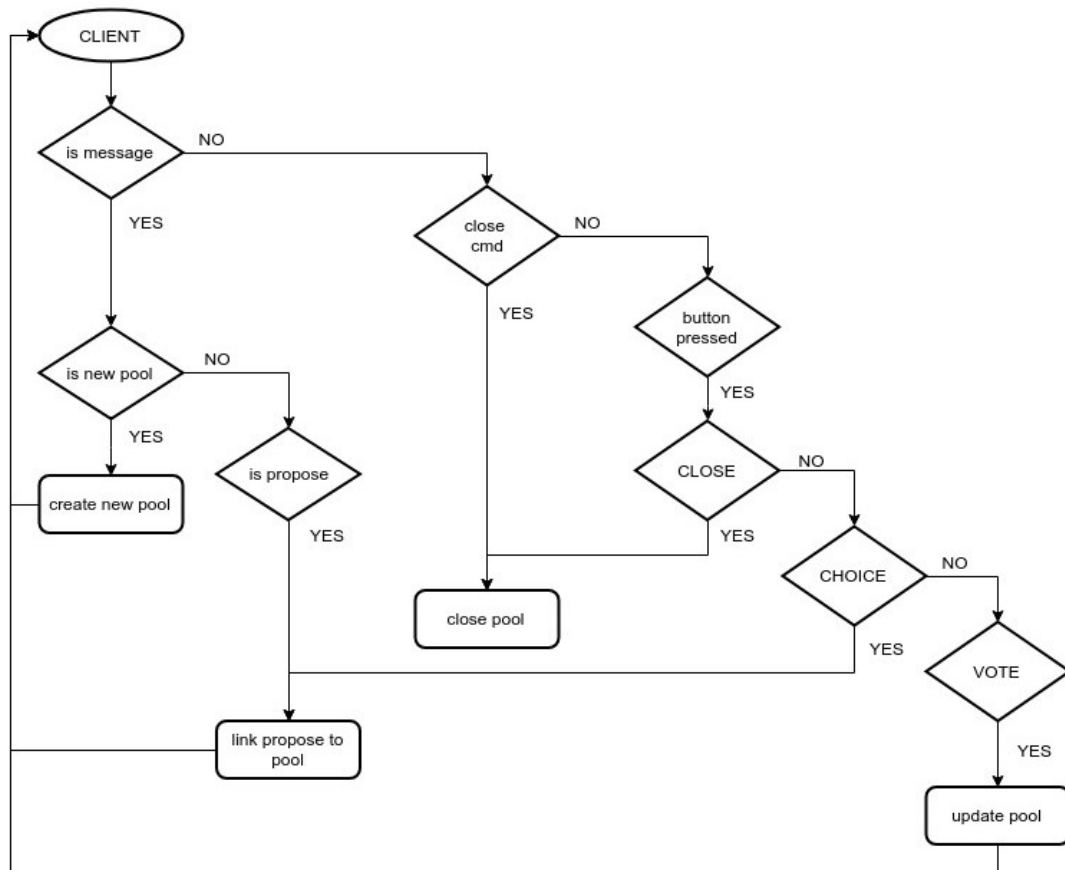 CLIENT
is message
NO
YES
close
cmd
NO
YES
button
pressed
YES
is new pool
NO
YES
create new pool
is propose
YES
CLOSE
NO
YES
CHOICE
NO
YES
close pool
VOTE
YES
link propose to
pool
update pool